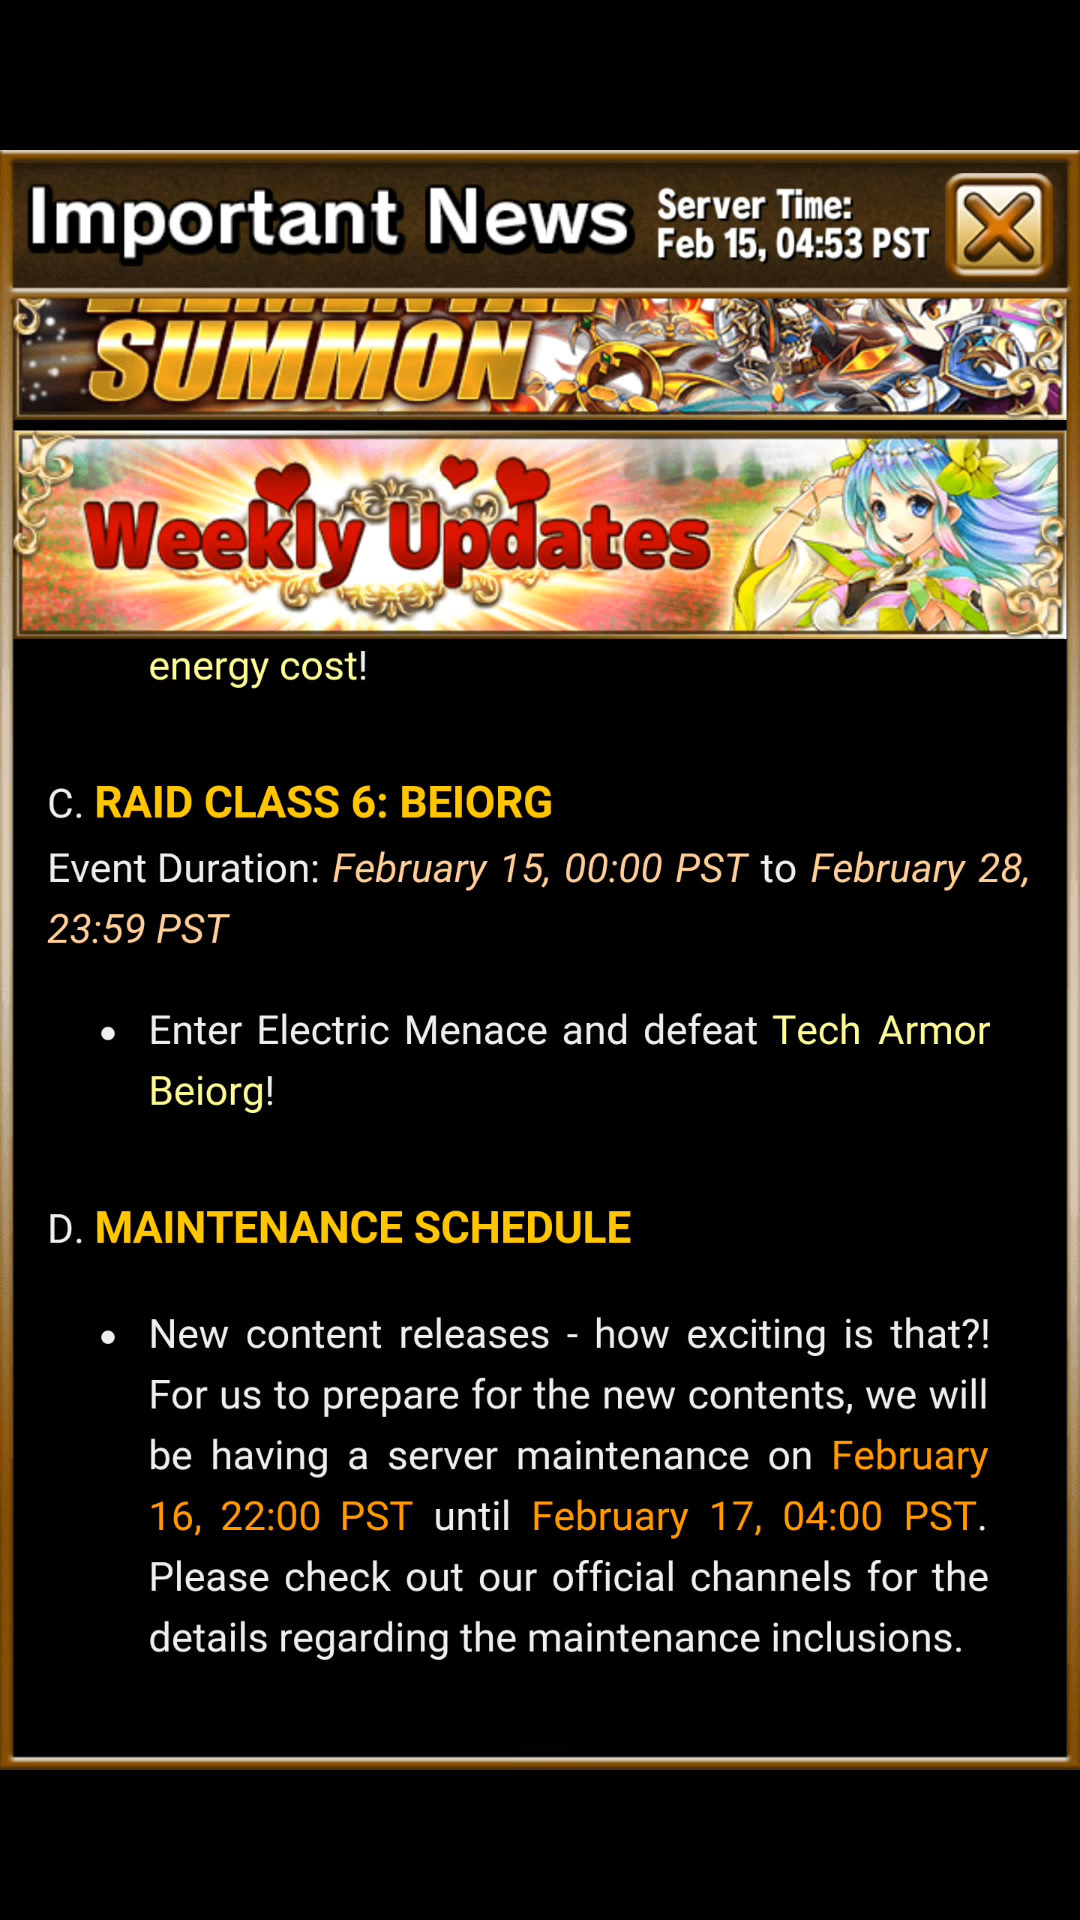 Important News
Server Time:
Feb 15, 04:53 PST
ELEMENTAL
SUMMON
Weekly Updates
energy cost!
C. RAID CLASS 6: BEIORG
Event Duration: February 15, 00:00 PST to February 28,
23:59 PST
• Enter Electric Menace and defeat Tech Armor
Beiorg!
D. MAINTENANCE SCHEDULE
• New content releases - how exciting is that?!
For us to prepare for the new contents, we will
be having a server maintenance on February
16, 22:00 PST until February 17, 04:00 PST.
Please check out our official channels for the
details regarding the maintenance inclusions.